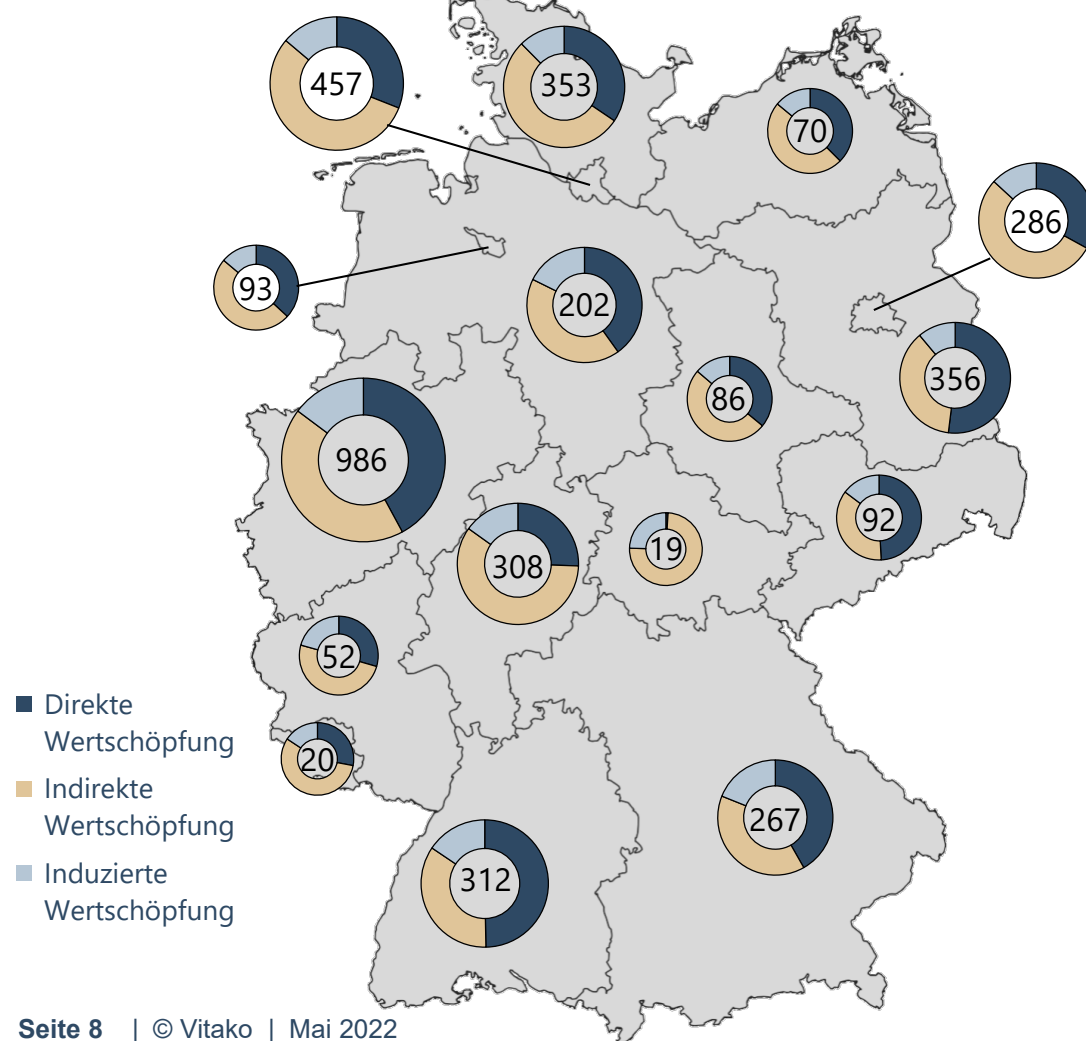 457
353
70
286
93
202
356
86
986
92
308
19
52
20
267
312
Direkte
Wertschöpfung
Indirekte
Wertschöpfung
Induzierte
Wertschöpfung
Seite 8 | © Vitako | Mai 2022